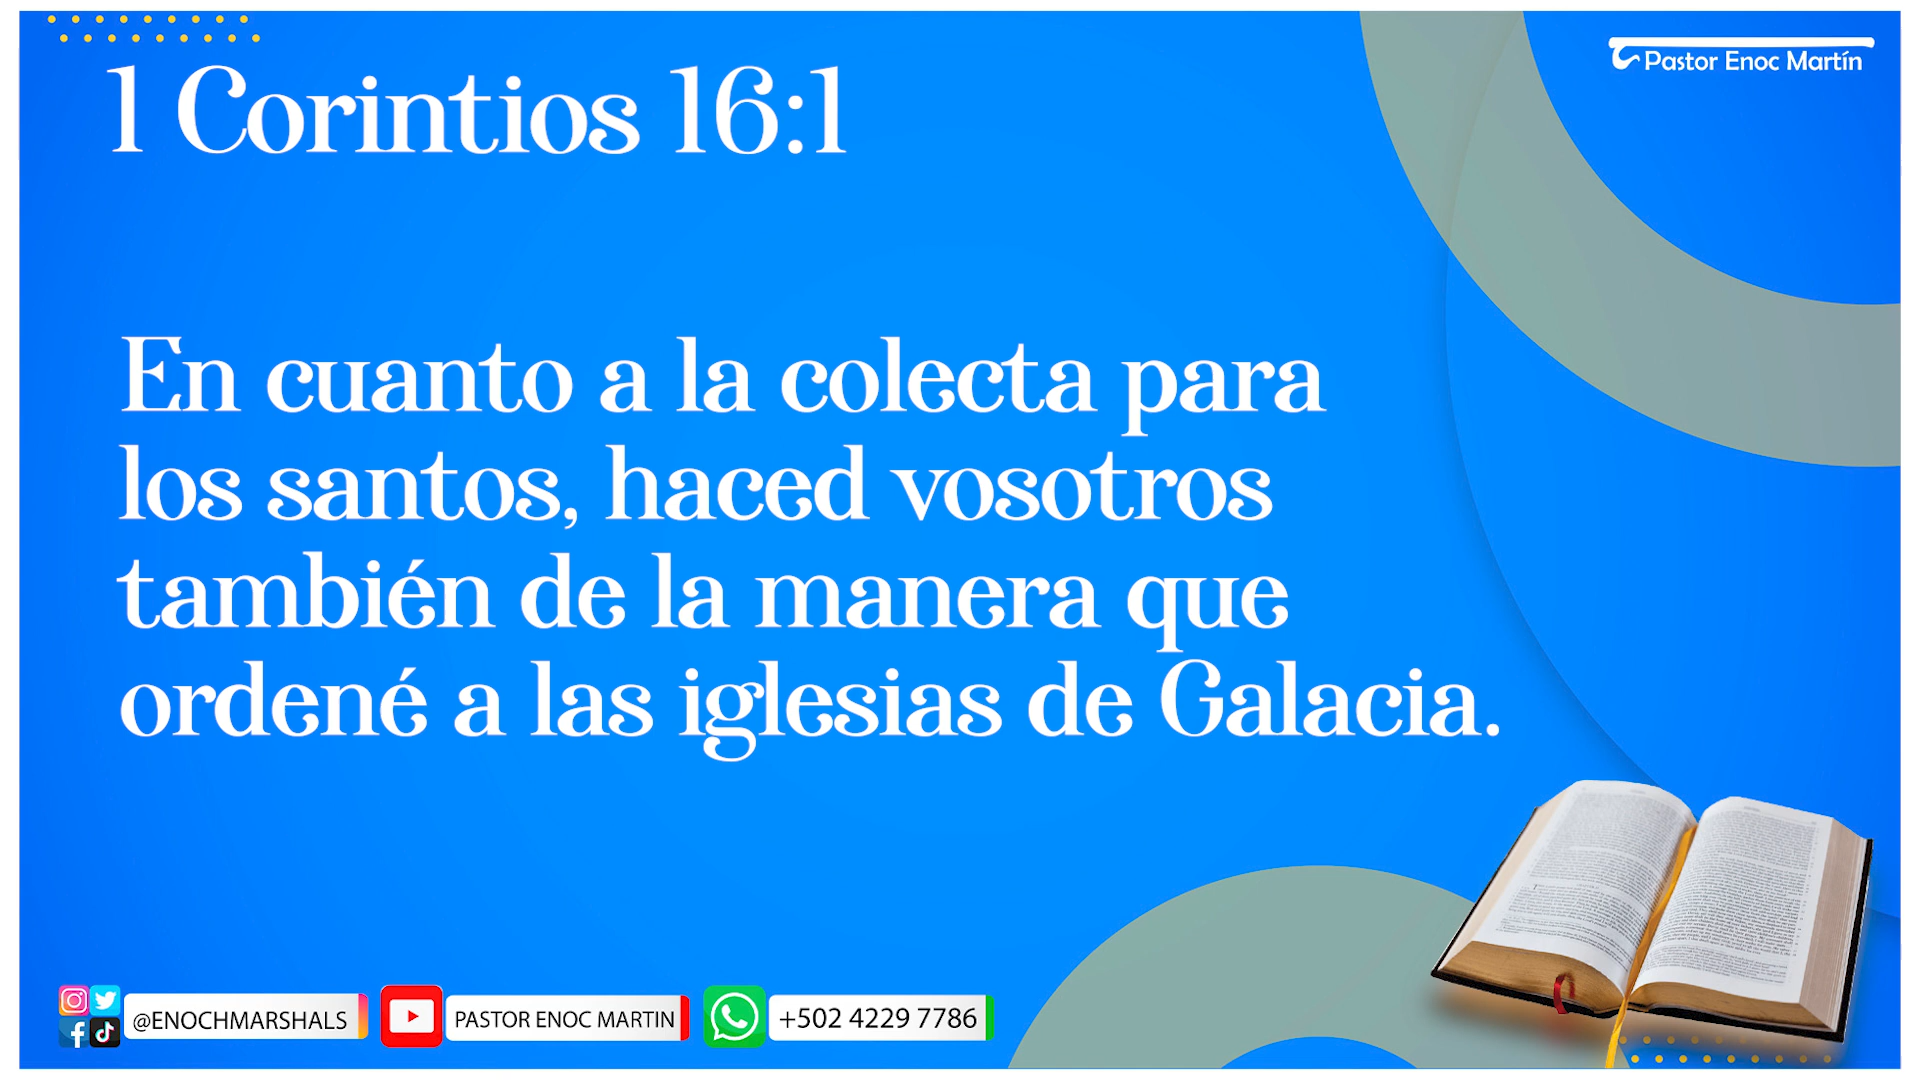 Pastor Enoc Martín
1 Corintios 16:1
En cuanto a la colecta para
los santos, haced vosotros
también de la manera que
ordené a las iglesias de Galacia.
@ENOCHMARSHALS
PASTOR ENOC MARTIN
+502 4229 7786